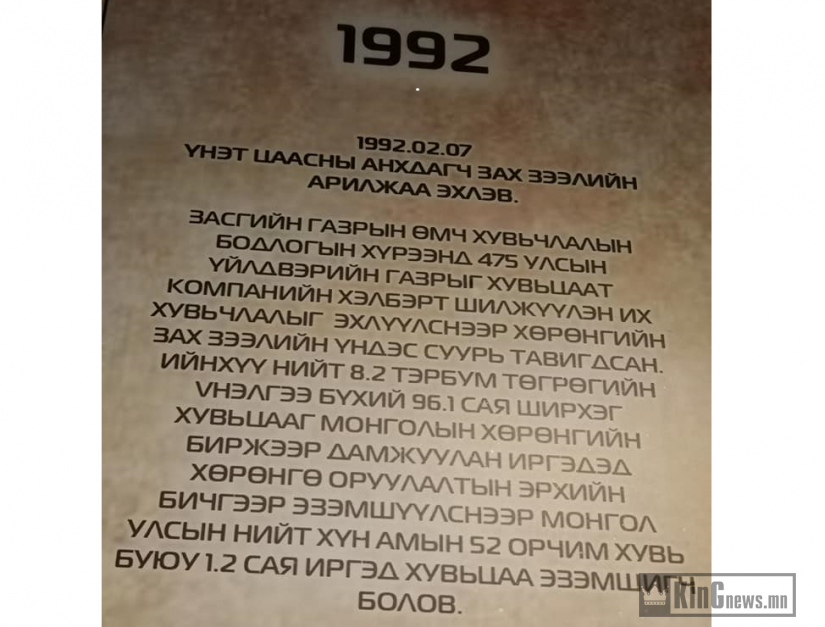 1992
1992.02.07
ҮНЭТ ЦААСНЫ АНХДАГЧ ЗАХ ЗЭЭЛИЙН
АРИЛЖАА ЭХЛЭВ.
ЗАСГИЙН ГАЗРЫН ӨМЧ ХУВЬЧЛАЛЫН
БОДЛОГЫН ХҮРЭЭНД 475 УЛСЫН
ҮЙЛДВЭРИЙН ГАЗРЫГ ХУВЬЦААТ
КОМПАНИЙН ХЭЛБЭРТ ШИЛЖҮҮЛЭН ИХ
ХУВЬЧЛАЛЫГ ЭХЛҮҮЛСНЭЭР ХӨРӨНГИЙН
ЗАХ ЗЭЭЛИЙН ҮНДЭС СУУРЬ ТАВИГДСАН.
ИЙНХҮҮ НИЙТ 8.2 ТЭРБУМ ТӨГРӨГИЙН
VНЭЛГЭЭ БҮХИЙ 96.1 САЯ ШИРХЭГ
ХУВЬЦААГ МОНГОЛЫН ХӨРӨНГИЙН
БИРЖЭЭР ДАМЖУУЛАН ИРГЭДЭД
ХӨРӨНГӨ ОРУУЛАЛТЫН ЭРХИЙН
БИЧГЭЭР ЭЗЭМШҮҮЛСНЭЭР МОНГОЛ
УЛСЫН НИЙТ ХҮН АМЫН 52 ОРЧИМ ХУВЬ
БУЮУ 1.2 САЯ ИРГЭД ХУВЬЦАА ЭЗЭМШИГЧ
БОЛОВ.
KinGnews.mn